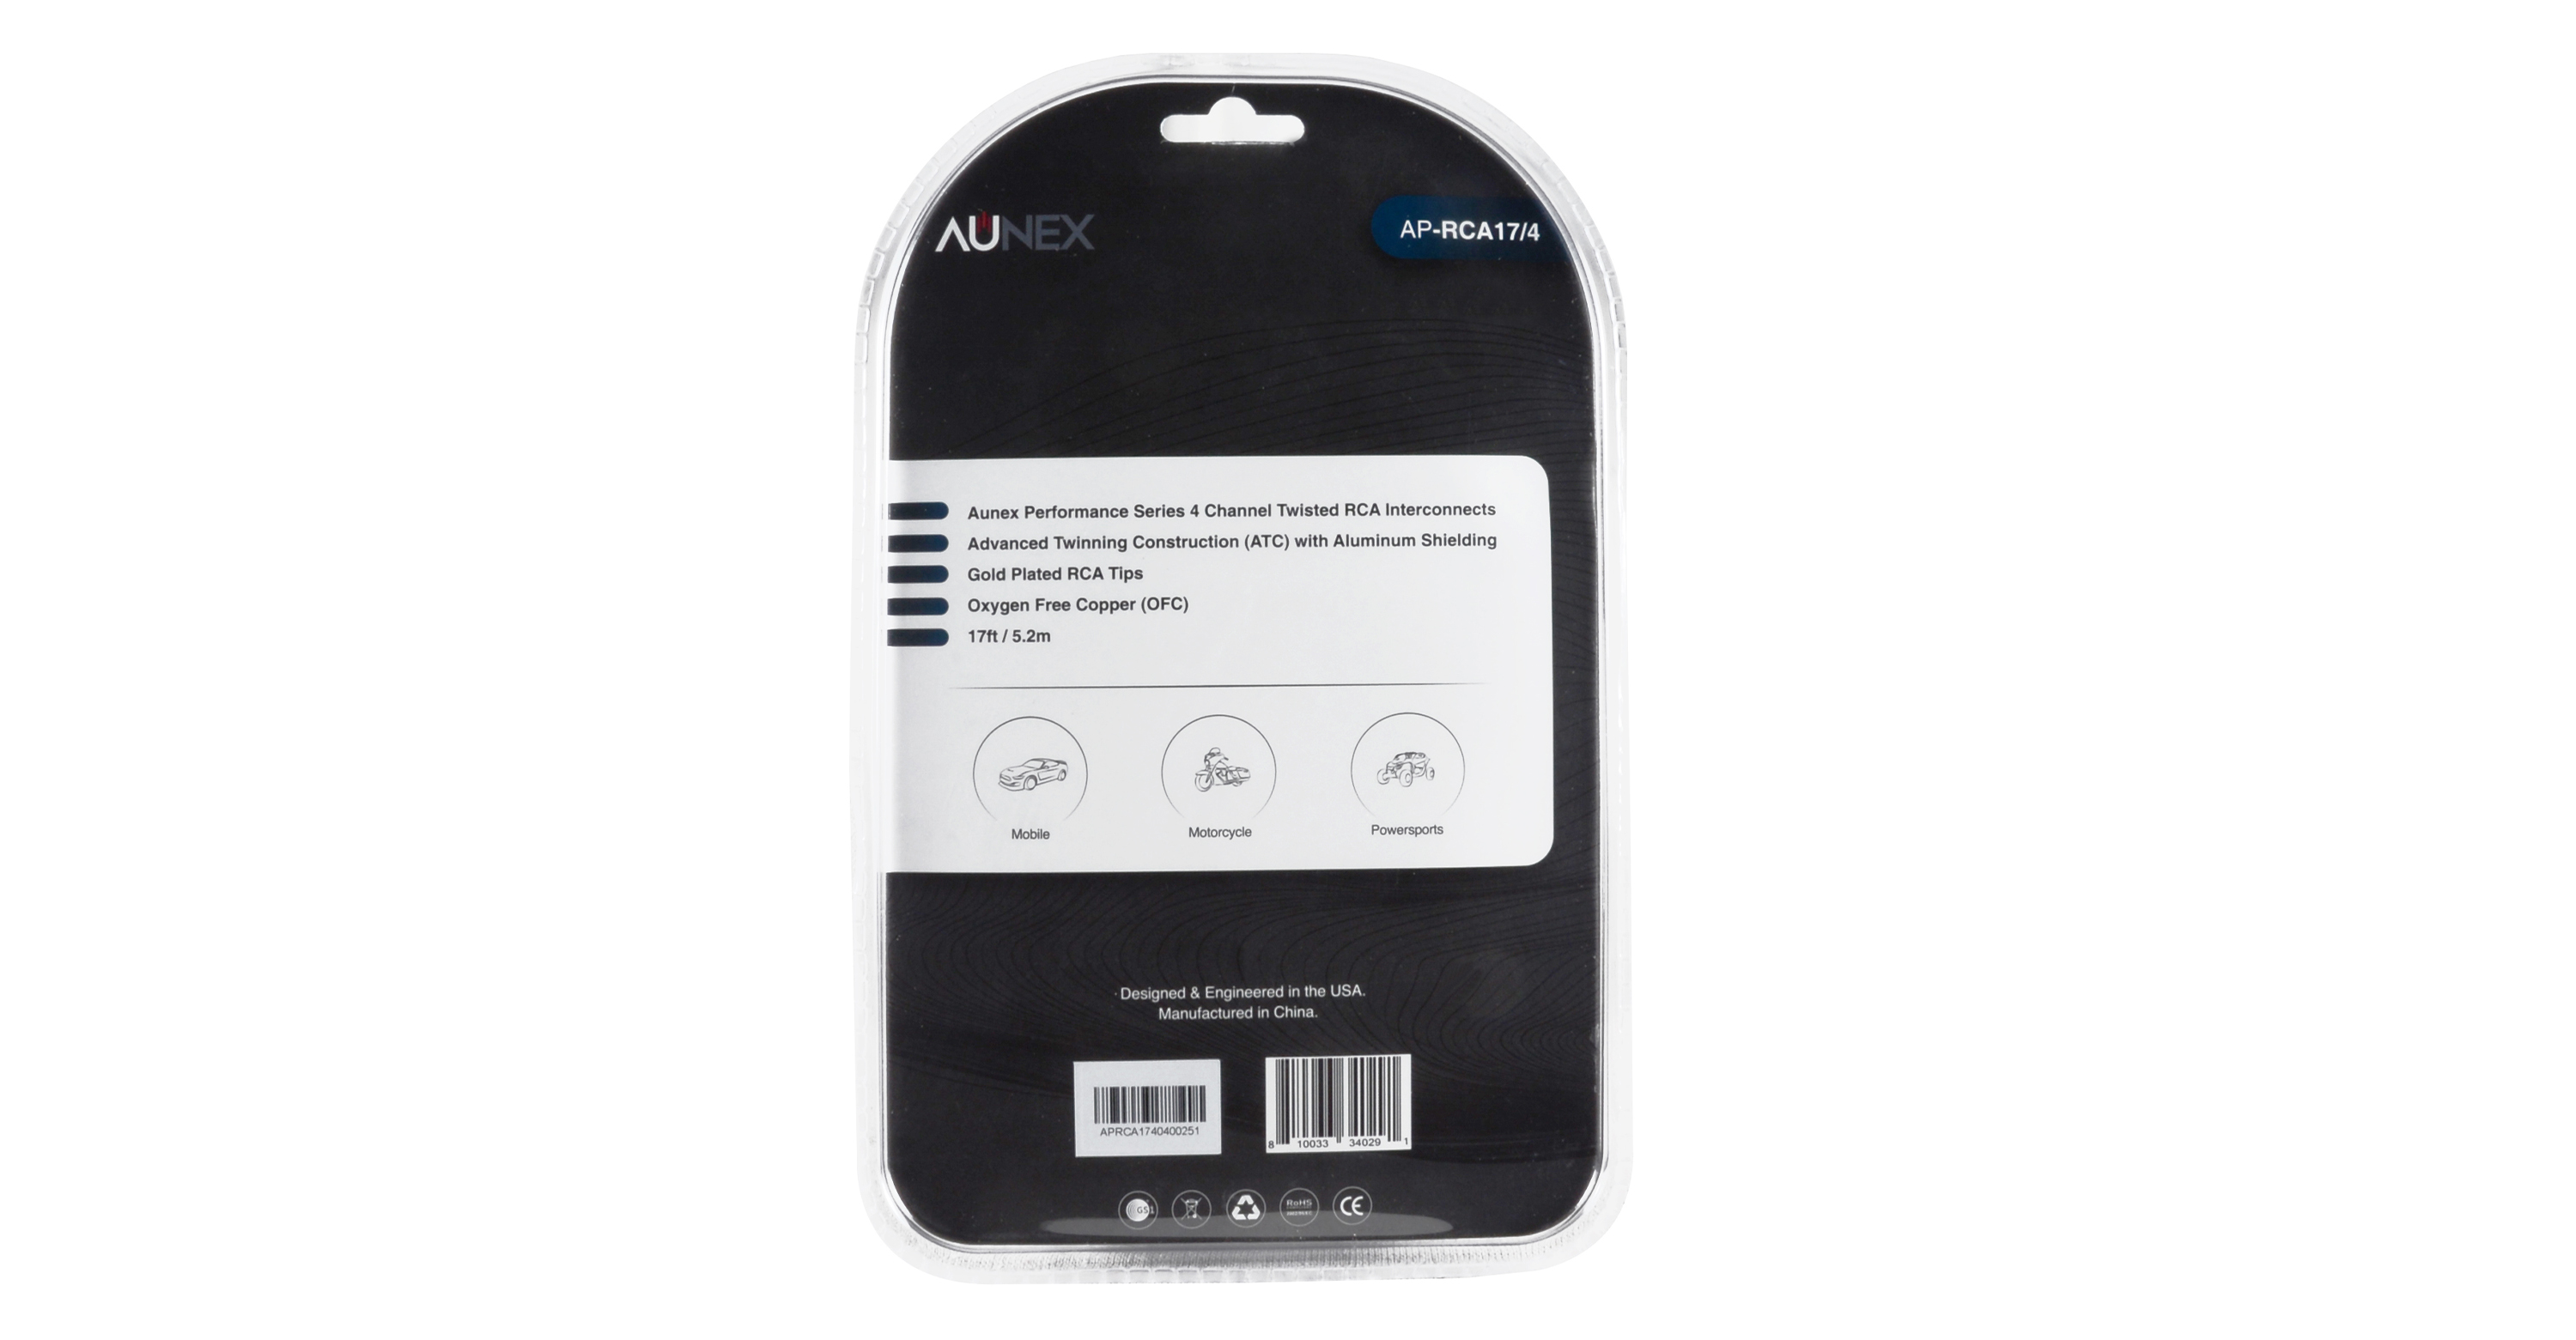 AUNEX
AP-RCA17/4
Aunex Performance Series 4 Channel Twisted RCA Interconnects
Advanced Twinning Construction (ATC) with Aluminum Shielding
Gold Plated RCA Tips
Oxygen Free Copper (OFC)
17ft / 5.2m
Mobile
Motorcycle
Powersports
Designed & Engineered in the USA.
Manufactured in China.
APRCA1740400251
8 10033 34029 1
GS1
RoHS
CE